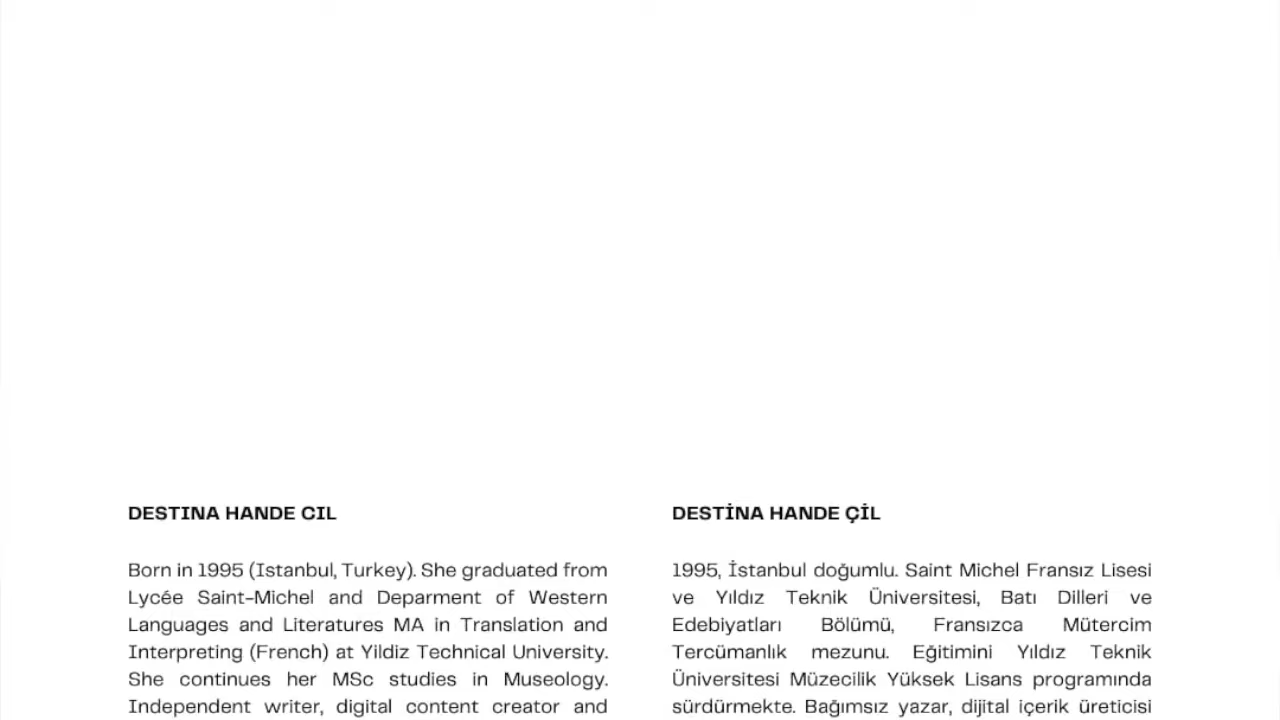 DESTINA HANDE CIL
Born in 1995 (Istanbul, Turkey). She graduated from
Lycée Saint-Michel and Deparment of Western
Languages and Literatures MA in Translation and
Interpreting (French) at Yildiz Technical University.
She continues her MSc studies in Museology.
Independent writer, digital content creator and
DESTİNA HANDE ÇİL
1995, İstanbul doğumlu. Saint Michel Fransız Lisesi
ve Yıldız Teknik Üniversitesi, Batı Dilleri ve
Edebiyatları Bölümü, Fransızca Mütercim
Tercümanlık mezunu. Eğitimini Yıldız Teknik
Üniversitesi Müzecilik Yüksek Lisans programında
sürdürmekte. Bağımsız yazar, dijital içerik üreticisi